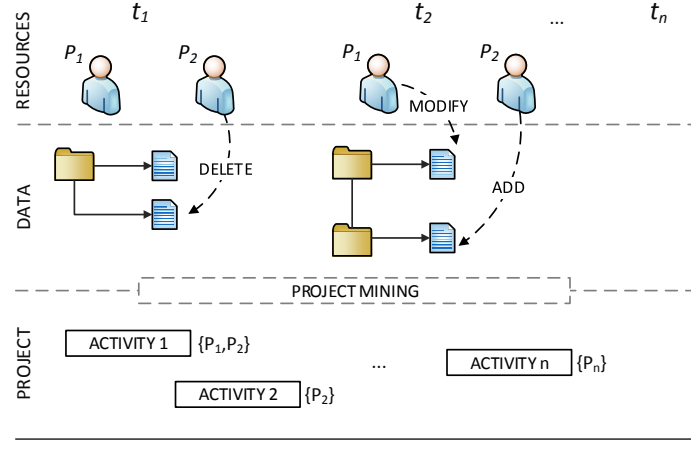 t1 t2 ... tn
RESOURCES
P1 P2 P1 P2
MODIFY
DATA
DELETE
ADD
PROJECT MINING
PROJECT
ACTIVITY 1 {P1,P2}
... ACTIVITY n {Pn}
ACTIVITY 2 {P2}